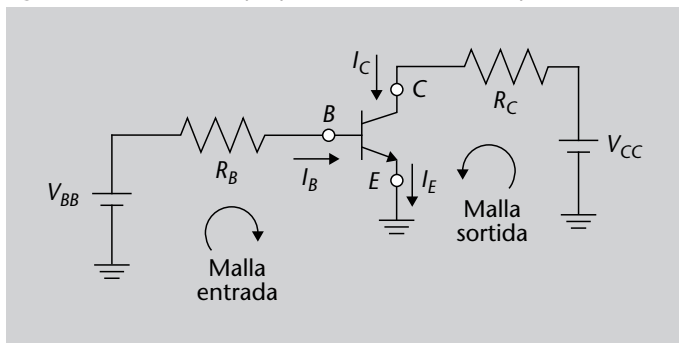 I_C
C
R_C
B
V_CC
R_B
I_B
E
I_E
V_BB
Malla
sortida
Malla
entrada